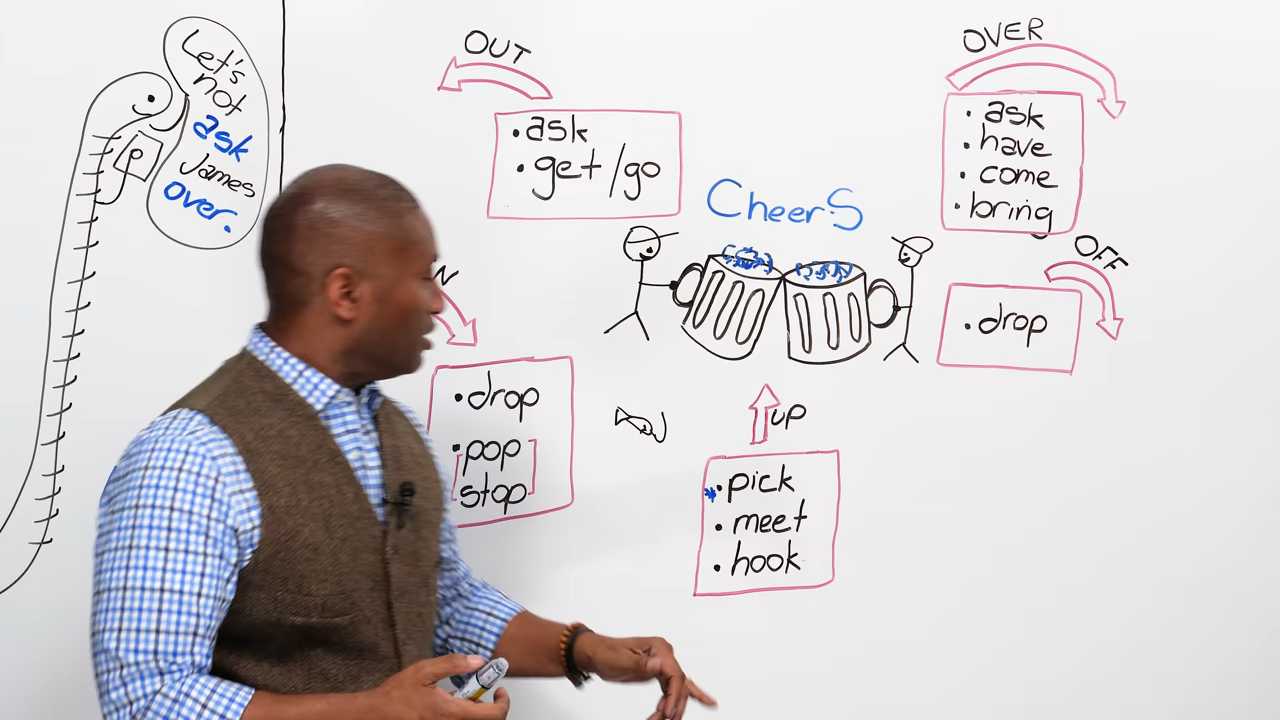 Let's
not
ask
James
over.
P
OUT
• ask
• get/go
OVER
• ask
• have
• come
• bring
CheerS
OFF
• drop
N
• drop
• pop
stop
UP
* • pick
• meet
• hook